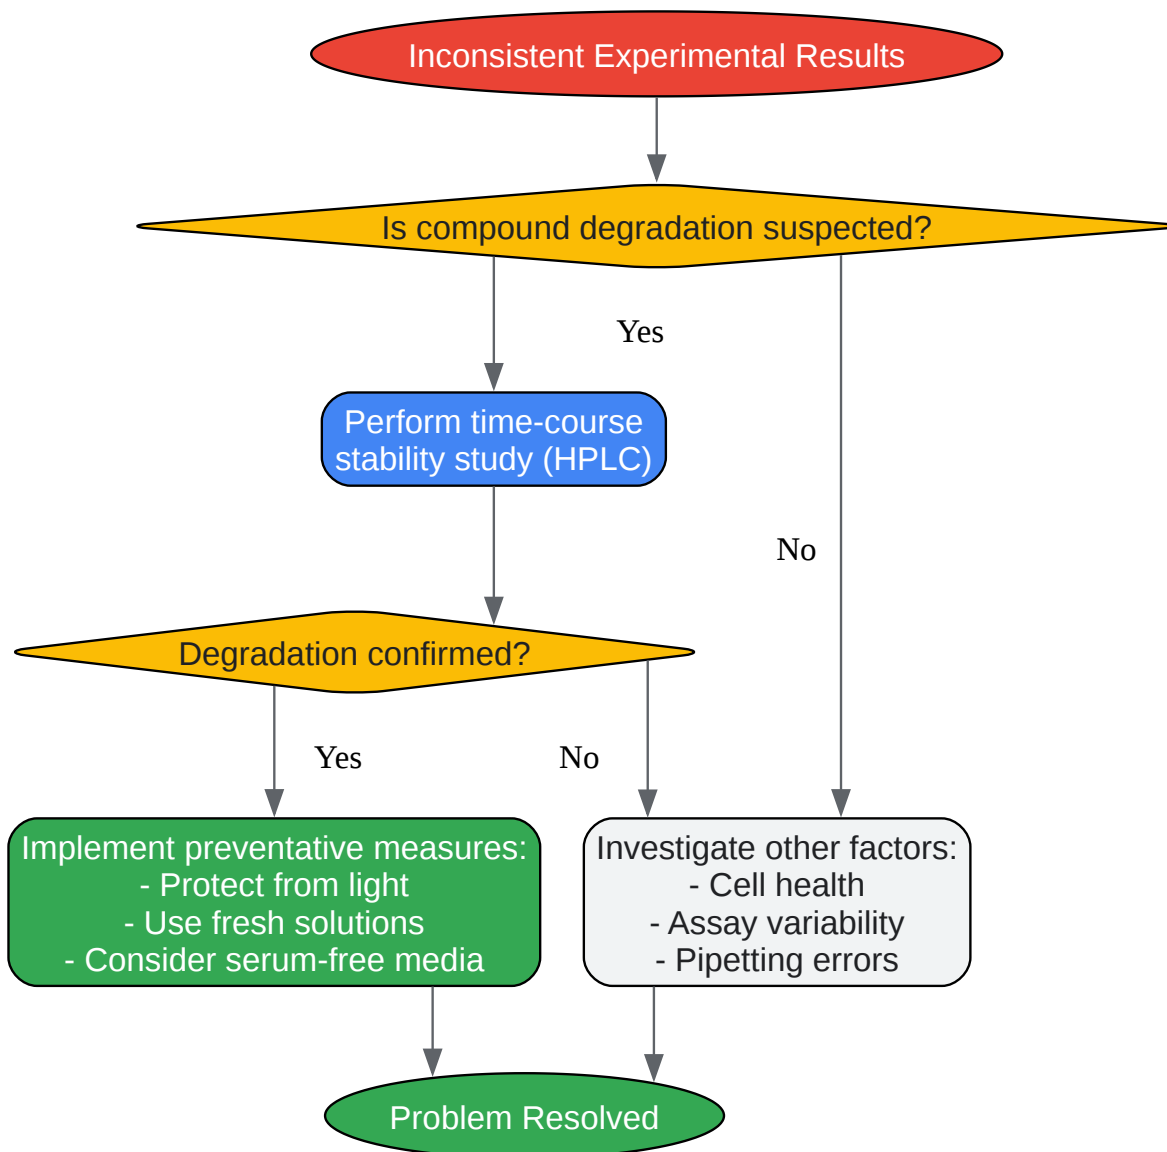 Inconsistent Experimental Results
Is compound degradation suspected?
Yes
Perform time-course
stability study (HPLC)
No
Degradation confirmed?
Yes
No
Implement preventative measures:
- Protect from light
- Use fresh solutions
- Consider serum-free media
Investigate other factors:
- Cell health
- Assay variability
- Pipetting errors
Problem Resolved